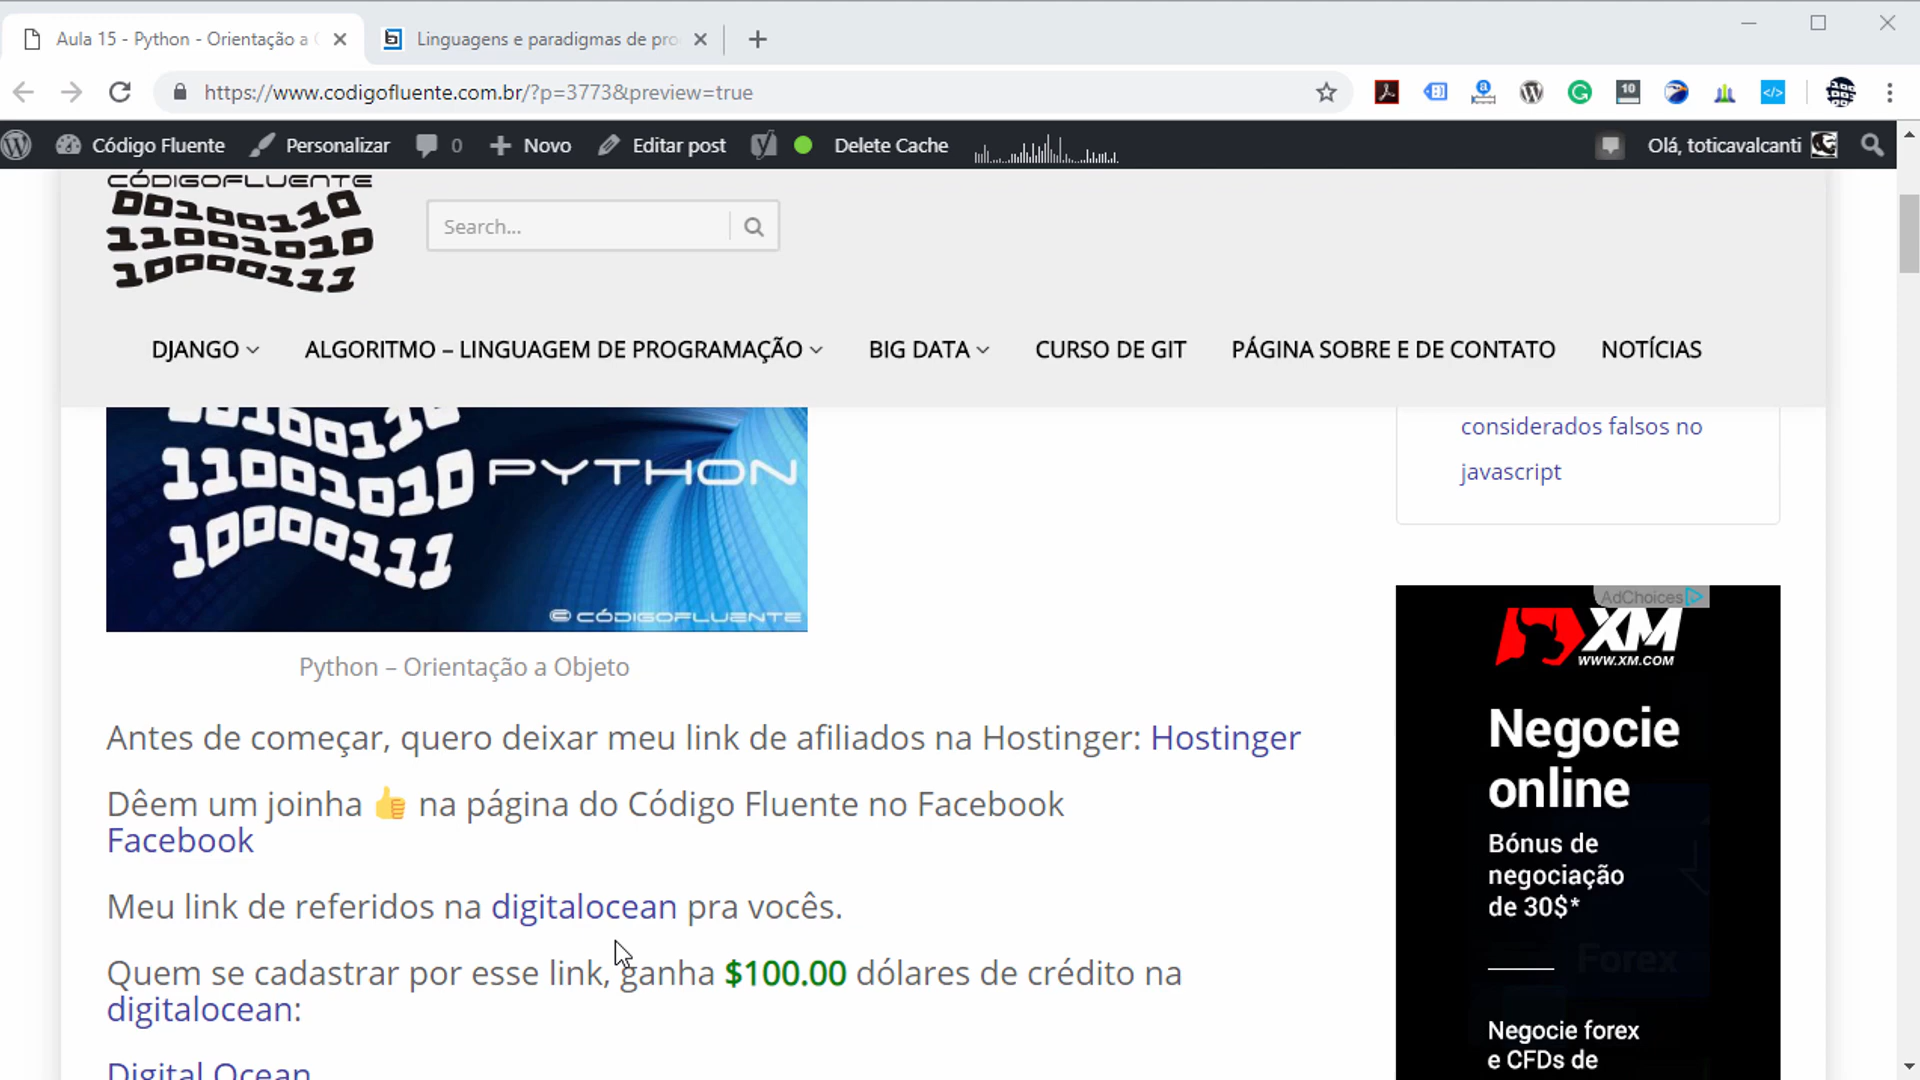 Aula 15 - Python - Orientação a
Linguagens e paradigmas de pro
https://www.codigofluente.com.br/?p=3773&preview=true
10
Código Fluente
Personalizar
0
Novo
Editar post
Delete Cache
Olá, toticavalcanti
CÓDIGOFLUENTE
00100110
11001010
10000111
Search...
DJANGO
ALGORITMO – LINGUAGEM DE PROGRAMAÇÃO
BIG DATA
CURSO DE GIT
PÁGINA SOBRE E DE CONTATO
NOTÍCIAS
00100110
11001010
10000111
PYTHON
© CÓDIGOFLUENTE
Python – Orientação a Objeto
Antes de começar, quero deixar meu link de afiliados na Hostinger: Hostinger
Dêem um joinha 👍 na página do Código Fluente no Facebook
Facebook
Meu link de referidos na digitalocean pra vocês.
Quem se cadastrar por esse link, ganha $100.00 dólares de crédito na
digitalocean:
Digital Ocean
considerados falsos no
javascript
AdChoices
XM
WWW.XM.COM
Negocie
online
Bónus de
negociação
de 30$*
Forex
Negocie forex
e CFDs de